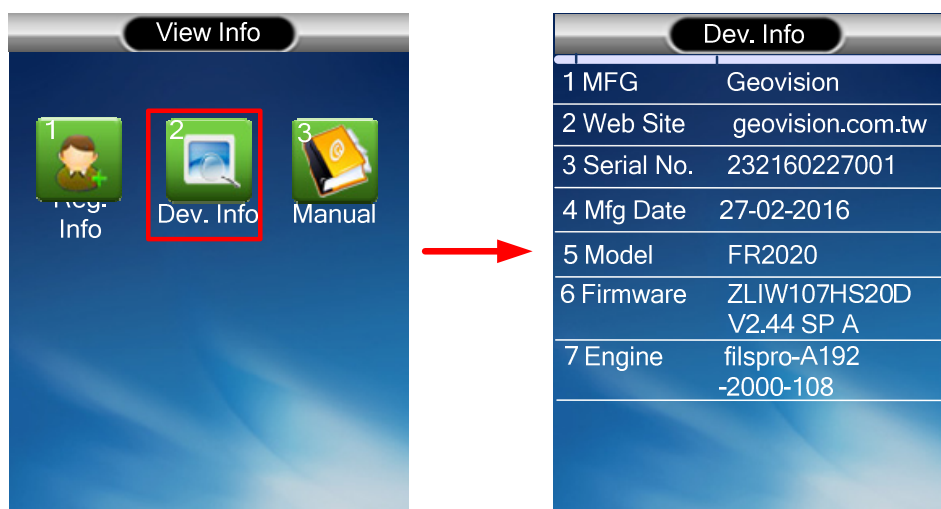 View Info
1
2
3
Reg.
Info
Dev. Info
Manual
Dev. Info
1 MFG Geovision
2 Web Site geovision.com.tw
3 Serial No. 232160227001
4 Mfg Date 27-02-2016
5 Model FR2020
6 Firmware ZLIW107HS20D
V2.44 SP A
7 Engine filspro-A192
-2000-108